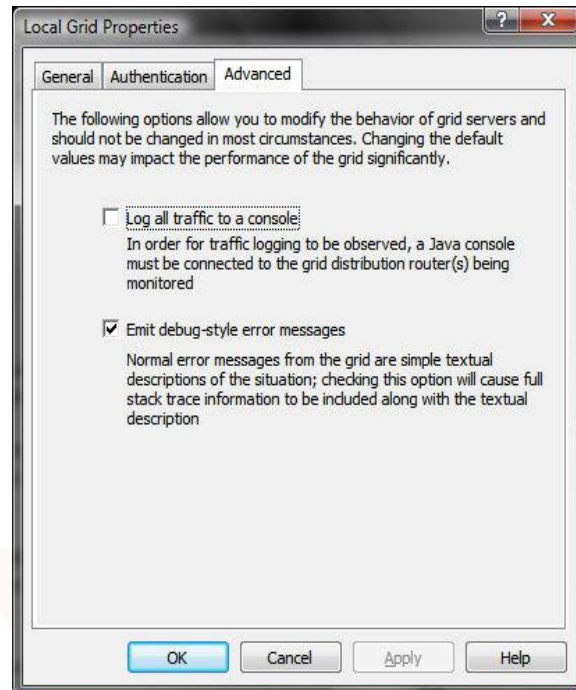 Local Grid Properties
?
X
General Authentication Advanced
The following options allow you to modify the behavior of grid servers and
should not be changed in most circumstances. Changing the default
values may impact the performance of the grid significantly.
Log all traffic to a console
In order for traffic logging to be observed, a Java console
must be connected to the grid distribution router(s) being
monitored
Emit debug-style error messages
Normal error messages from the grid are simple textual
descriptions of the situation; checking this option will cause full
stack trace information to be included along with the textual
description
OK Cancel Apply Help